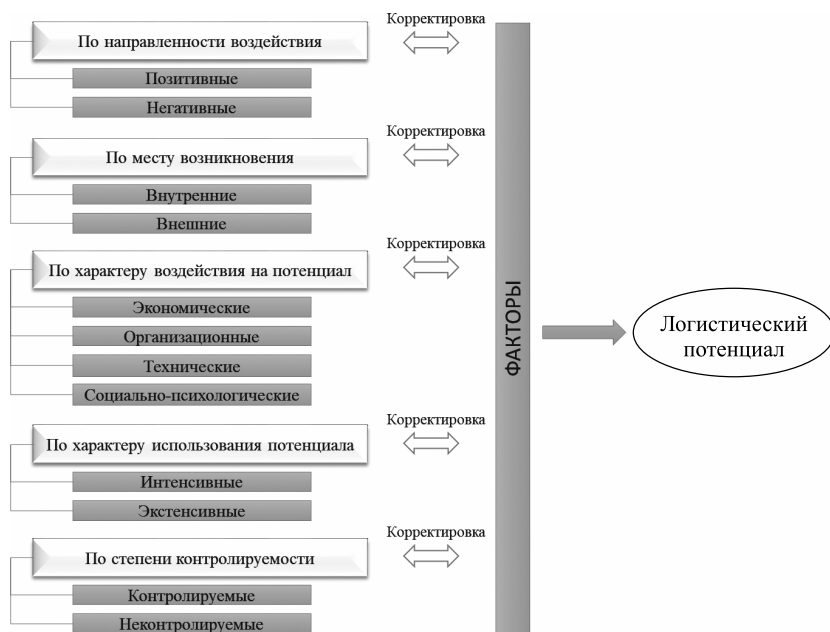 Корректировка
По направленности воздействия
Позитивные
Негативные
Корректировка
По месту возникновения
Внутренние
Внешние
Корректировка
По характеру воздействия на потенциал
Экономические
Организационные
Технические
Социально-психологические
Корректировка
По характеру использования потенциала
Интенсивные
Экстенсивные
Корректировка
По степени контролируемости
Контролируемые
Неконтролируемые
ФАКТОРЫ
Логистический
потенциал